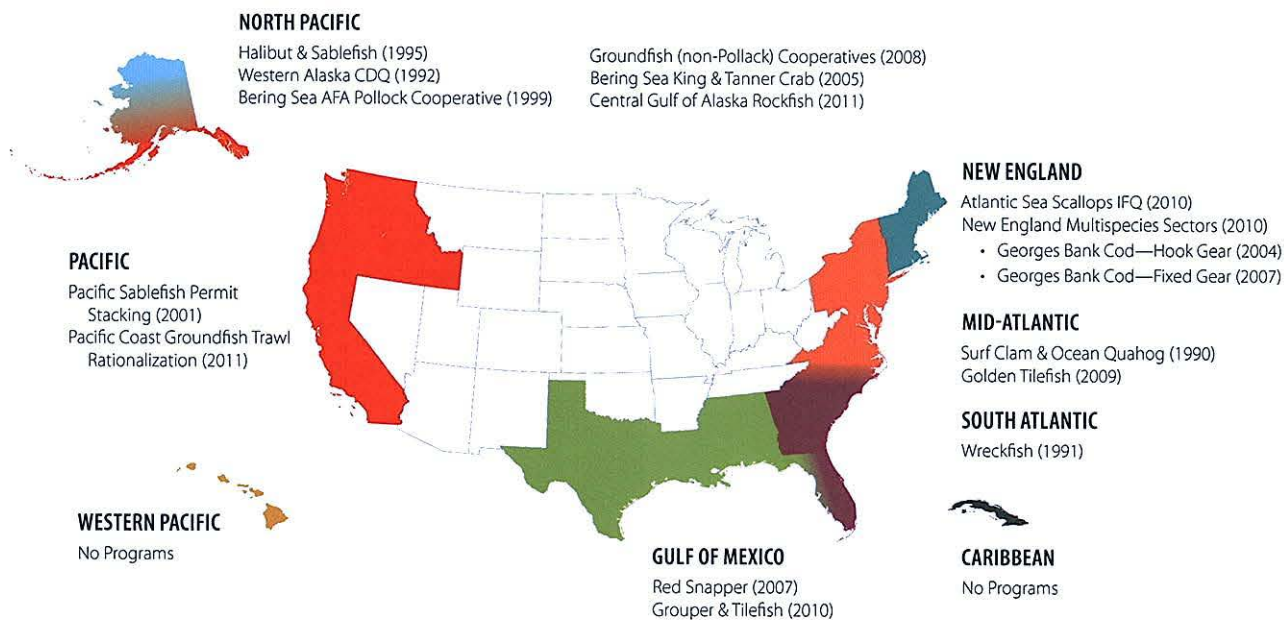 NORTH PACIFIC
Halibut & Sablefish (1995)
Western Alaska CDQ (1992)
Bering Sea AFA Pollock Cooperative (1999)
Groundfish (non-Pollack) Cooperatives (2008)
Bering Sea King & Tanner Crab (2005)
Central Gulf of Alaska Rockfish (2011)
NEW ENGLAND
Atlantic Sea Scallops IFQ (2010)
New England Multispecies Sectors (2010)
• Georges Bank Cod—Hook Gear (2004)
• Georges Bank Cod—Fixed Gear (2007)
PACIFIC
Pacific Sablefish Permit
Stacking (2001)
Pacific Coast Groundfish Trawl
Rationalization (2011)
MID-ATLANTIC
Surf Clam & Ocean Quahog (1990)
Golden Tilefish (2009)
SOUTH ATLANTIC
Wreckfish (1991)
WESTERN PACIFIC
No Programs
GULF OF MEXICO
Red Snapper (2007)
Grouper & Tilefish (2010)
CARIBBEAN
No Programs